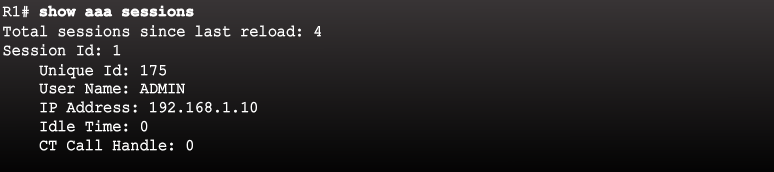 R1# show aaa sessions
Total sessions since last reload: 4
Session Id: 1
Unique Id: 175
User Name: ADMIN
IP Address: 192.168.1.10
Idle Time: 0
CT Call Handle: 0